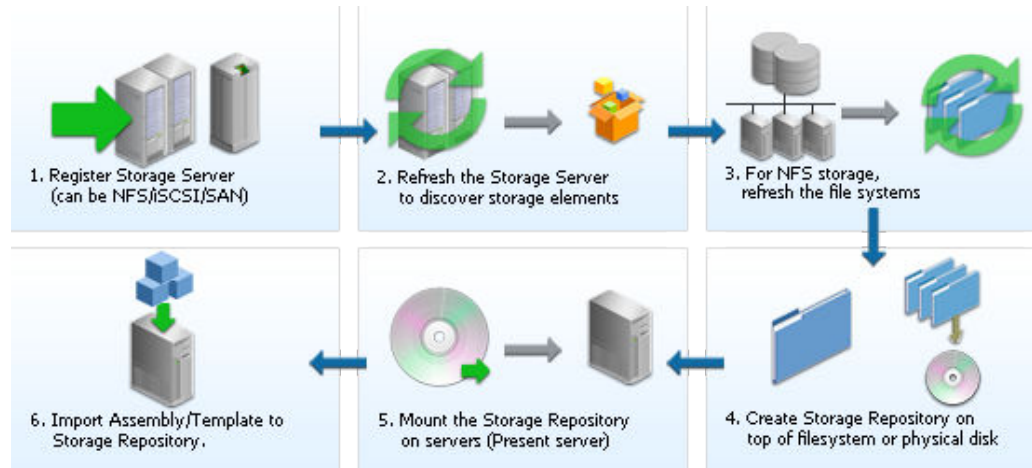 1. Register Storage Server
(can be NFS/iSCSI/SAN)
2. Refresh the Storage Server
to discover storage elements
3. For NFS storage,
refresh the file systems
4. Create Storage Repository on
top of filesystem or physical disk
5. Mount the Storage Repository
on servers (Present server)
6. Import Assembly/Template to
Storage Repository.